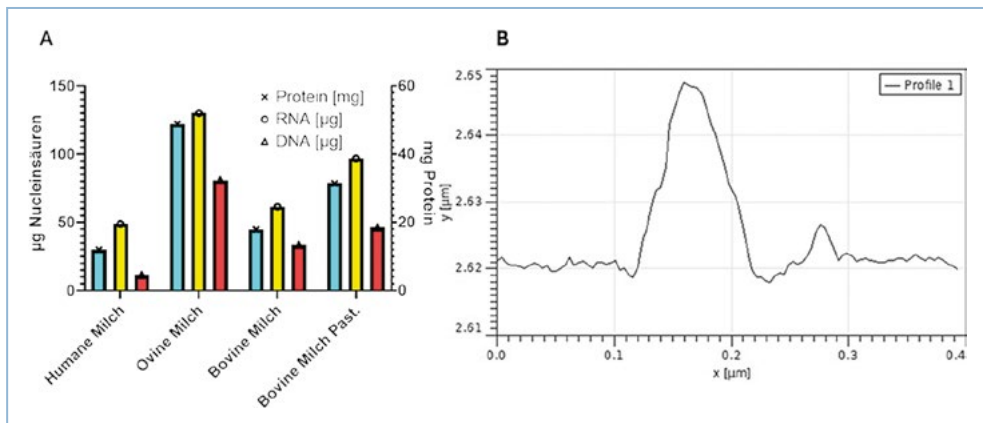 A
150
100
50
0
µg Nucleinsäuren
60
40
20
0
mg Protein
Protein [mg]
RNA [µg]
DNA [µg]
Humane Milch
Ovine Milch
Bovine Milch
Bovine Milch Past.
B
2.65
2.64
2.63
2.62
2.61
y [µm]
Profile 1
0.0 0.1 0.2 0.3 0.4
x [µm]